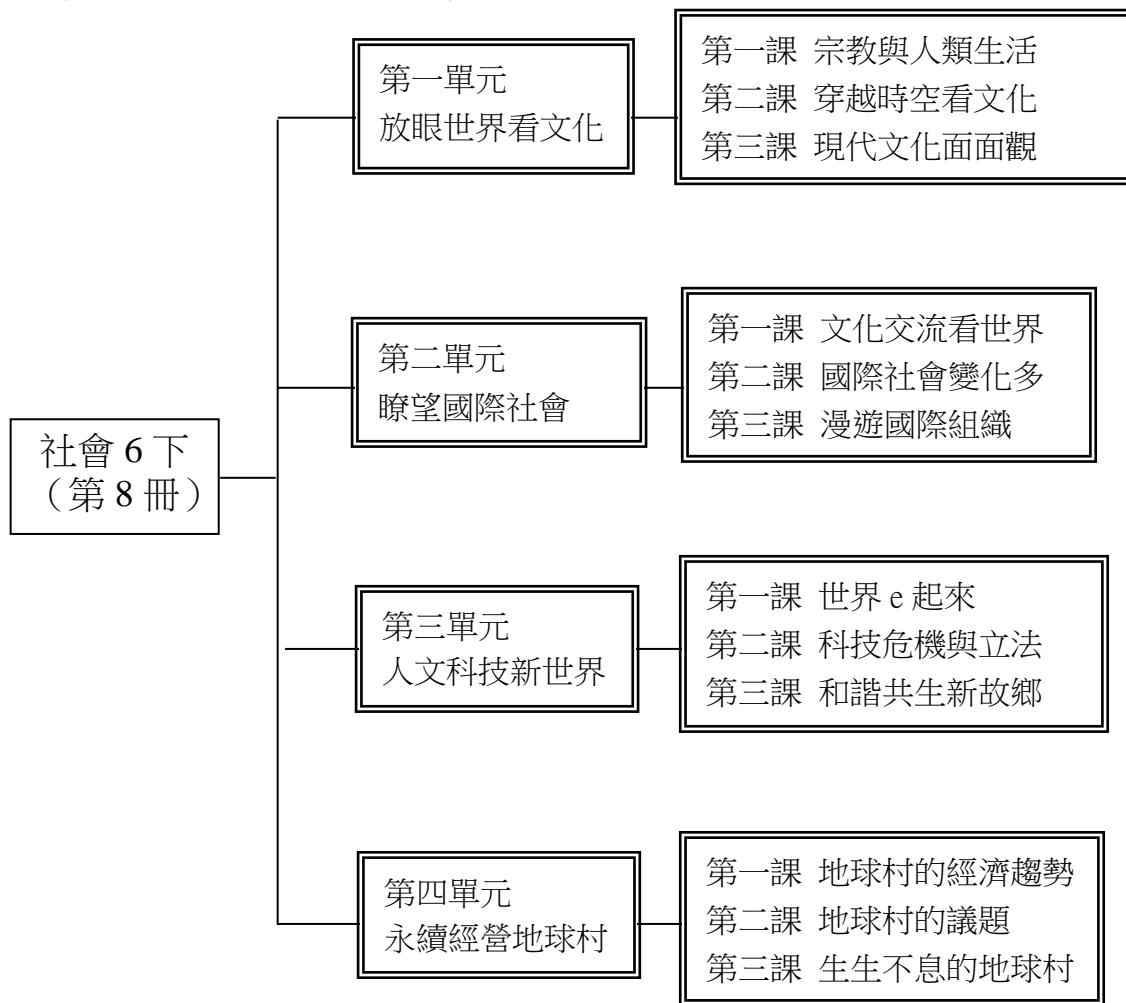 社會 6 下
（第 8 冊）
第一單元
放眼世界看文化
第一課 宗教與人類生活
第二課 穿越時空看文化
第三課 現代文化面面觀
第二單元
瞭望國際社會
第一課 文化交流看世界
第二課 國際社會變化多
第三課 漫遊國際組織
第三單元
人文科技新世界
第一課 世界 e 起來
第二課 科技危機與立法
第三課 和諧共生新故鄉
第四單元
永續經營地球村
第一課 地球村的經濟趨勢
第二課 地球村的議題
第三課 生生不息的地球村